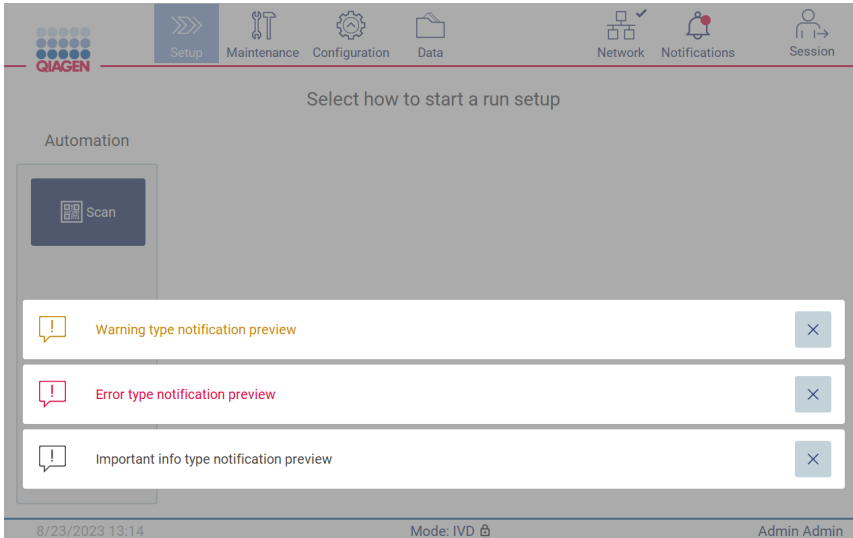 QIAGEN
Setup
Maintenance
Configuration
Data
Network
Notifications
Session
Select how to start a run setup
Automation
Scan
Warning type notification preview
Error type notification preview
Important info type notification preview
8/23/2023 13:14
Mode: IVD
Admin Admin